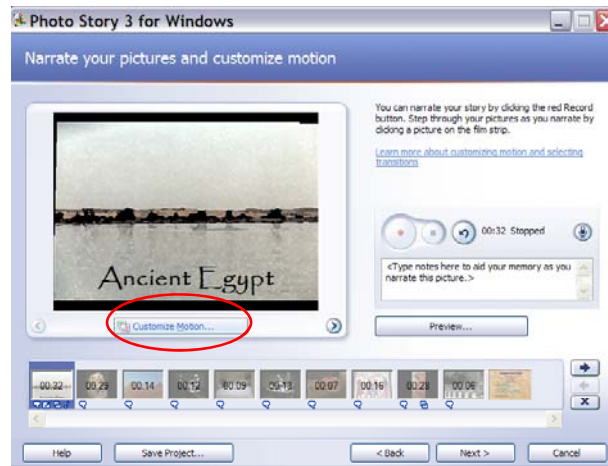 Photo Story 3 for Windows
Narrate your pictures and customize motion
You can narrate your story by clicking the red Record
button. Step through your pictures as you narrate by
clicking a picture on the film strip.
Learn more about customizing motion and selecting
transitions
00:32 Stopped
<Type notes here to aid your memory as you
narrate this picture.>
Ancient Egypt
Customize Motion...
Preview...
00:32 00:29 00:14 00:12 00:09 00:13 00:07 00:16 00:28 00:06
Help Save Project... < Back Next > Cancel